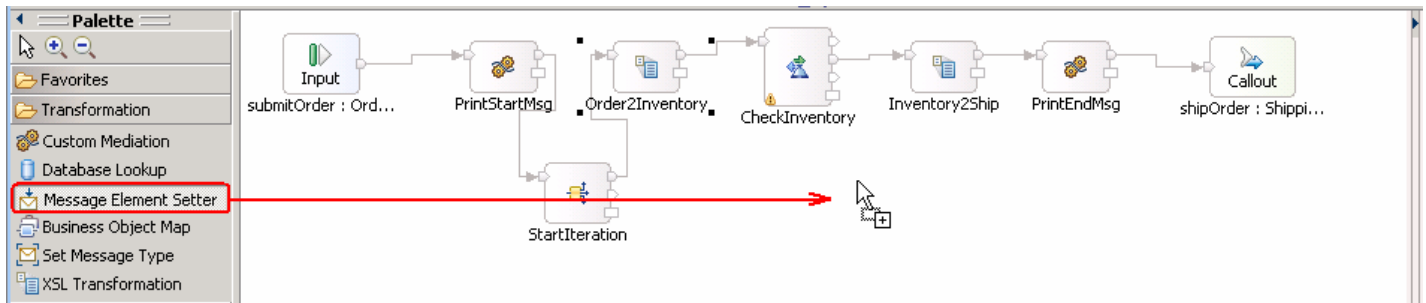 Palette
Favorites
Transformation
Custom Mediation
Database Lookup
Message Element Setter
Business Object Map
Set Message Type
XSL Transformation
Input
submitOrder : Ord...
PrintStartMsg
Order2Inventory
CheckInventory
Inventory2Ship
PrintEndMsg
Callout
shipOrder : Shippi...
StartIteration